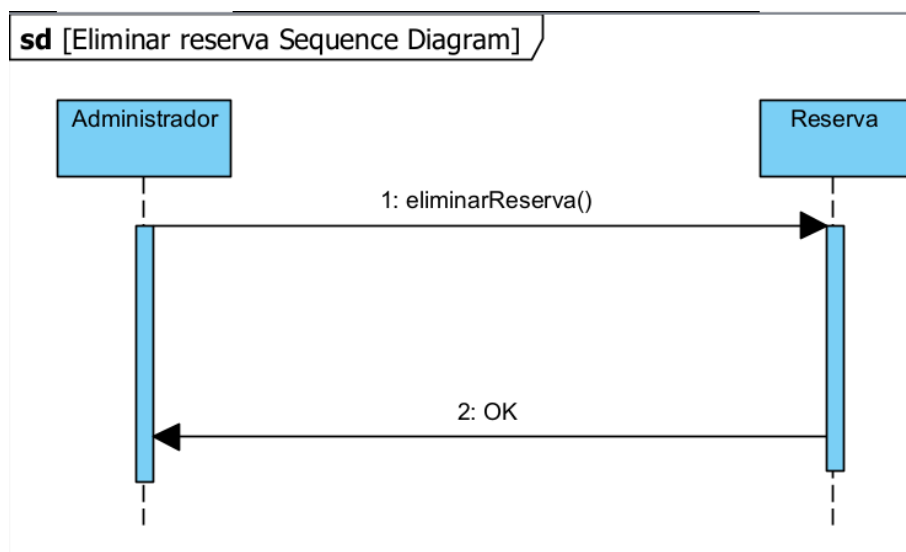 sd [Eliminar reserva Sequence Diagram]
Administrador
Reserva
1: eliminarReserva()
2: OK